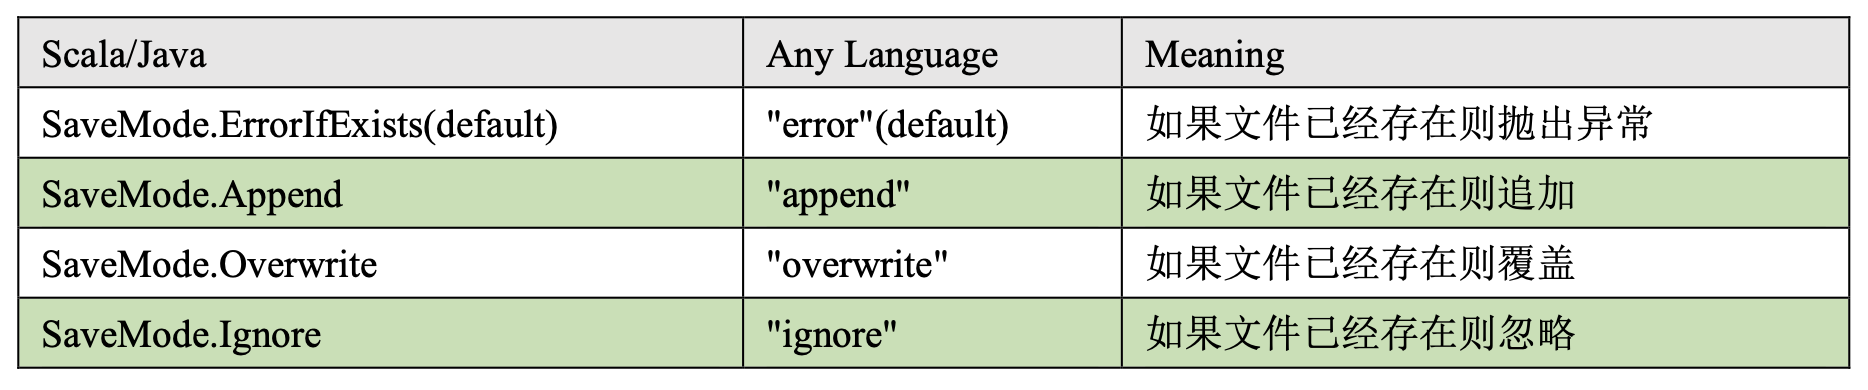 Scala/Java Any Language Meaning
SaveMode.ErrorIfExists(default) "error"(default) 如果文件已经存在则抛出异常
SaveMode.Append "append" 如果文件已经存在则追加
SaveMode.Overwrite "overwrite" 如果文件已经存在则覆盖
SaveMode.Ignore "ignore" 如果文件已经存在则忽略